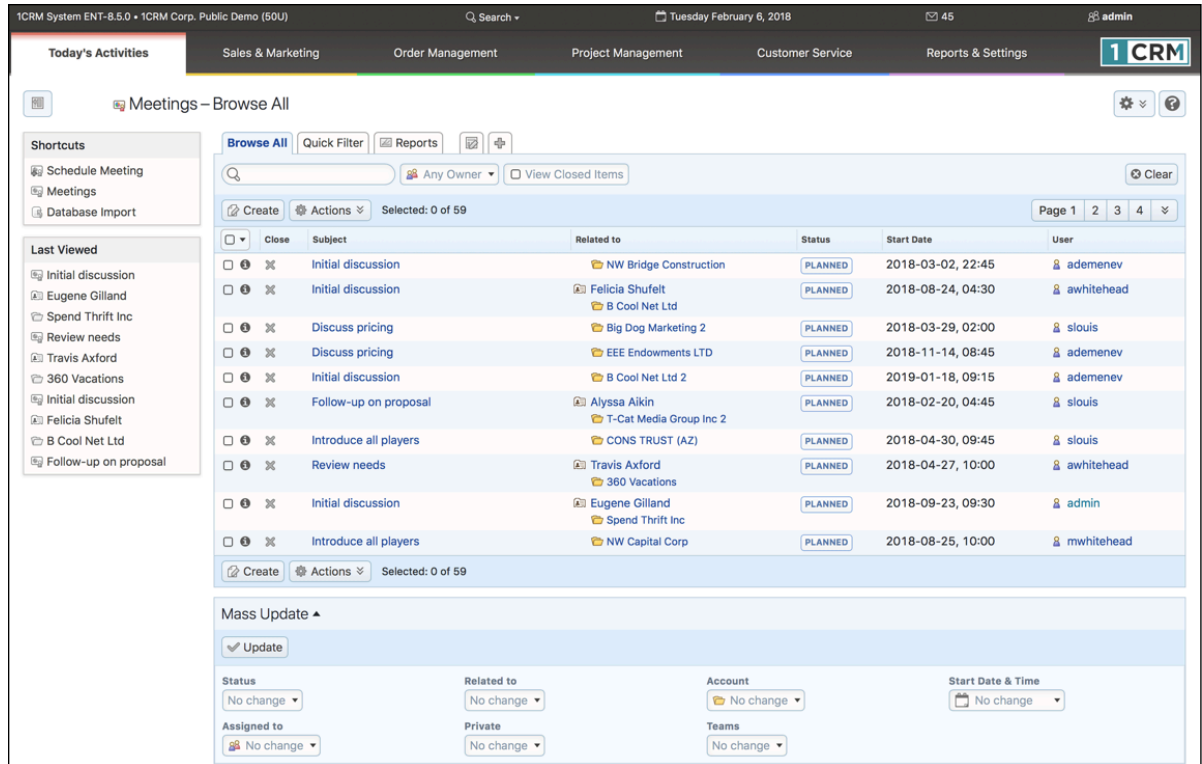 1CRM System ENT-8.5.0 • 1CRM Corp. Public Demo (50U) Search Tuesday February 6, 2018 45 admin
Today's Activities Sales & Marketing Order Management Project Management Customer Service Reports & Settings 1 CRM
Meetings – Browse All
Shortcuts
Schedule Meeting
Meetings
Database Import
Last Viewed
Initial discussion
Eugene Gilland
Spend Thrift Inc
Review needs
Travis Axford
360 Vacations
Initial discussion
Felicia Shufelt
B Cool Net Ltd
Follow-up on proposal
Browse All Quick Filter Reports
Any Owner View Closed Items Clear
Create Actions Selected: 0 of 59 Page 1 2 3 4
Close Subject Related to Status Start Date User
Initial discussion NW Bridge Construction PLANNED 2018-03-02, 22:45 ademenev
Initial discussion Felicia Shufelt PLANNED 2018-08-24, 04:30 awhitehead
B Cool Net Ltd
Discuss pricing Big Dog Marketing 2 PLANNED 2018-03-29, 02:00 slouis
Discuss pricing EEE Endowments LTD PLANNED 2018-11-14, 08:45 ademenev
Initial discussion B Cool Net Ltd 2 PLANNED 2019-01-18, 09:15 ademenev
Follow-up on proposal Alyssa Aikin PLANNED 2018-02-20, 04:45 slouis
T-Cat Media Group Inc 2
Introduce all players CONS TRUST (AZ) PLANNED 2018-04-30, 09:45 slouis
Review needs Travis Axford PLANNED 2018-04-27, 10:00 awhitehead
360 Vacations
Initial discussion Eugene Gilland PLANNED 2018-09-23, 09:30 admin
Spend Thrift Inc
Introduce all players NW Capital Corp PLANNED 2018-08-25, 10:00 mwhitehead
Create Actions Selected: 0 of 59
Mass Update
Update
Status Related to Account Start Date & Time
No change No change No change No change
Assigned to Private Teams
No change No change No change